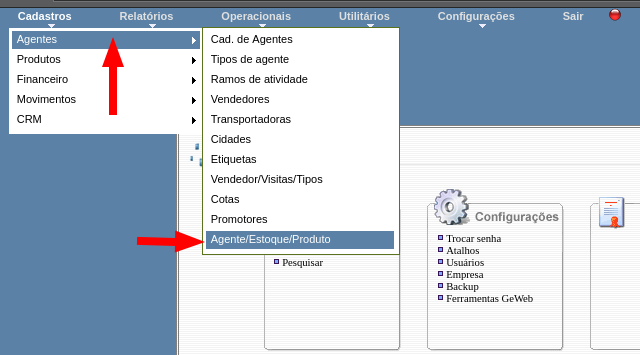 Cadastros Relatórios Operacionais Utilitários Configurações Sair
Agentes
Produtos
Financeiro
Movimentos
CRM
Cad. de Agentes
Tipos de agente
Ramos de atividade
Vendedores
Transportadoras
Cidades
Etiquetas
Vendedor/Visitas/Tipos
Cotas
Promotores
Agente/Estoque/Produto
Pesquisar
Configurações
Trocar senha
Atalhos
Usuários
Empresa
Backup
Ferramentas GeWeb